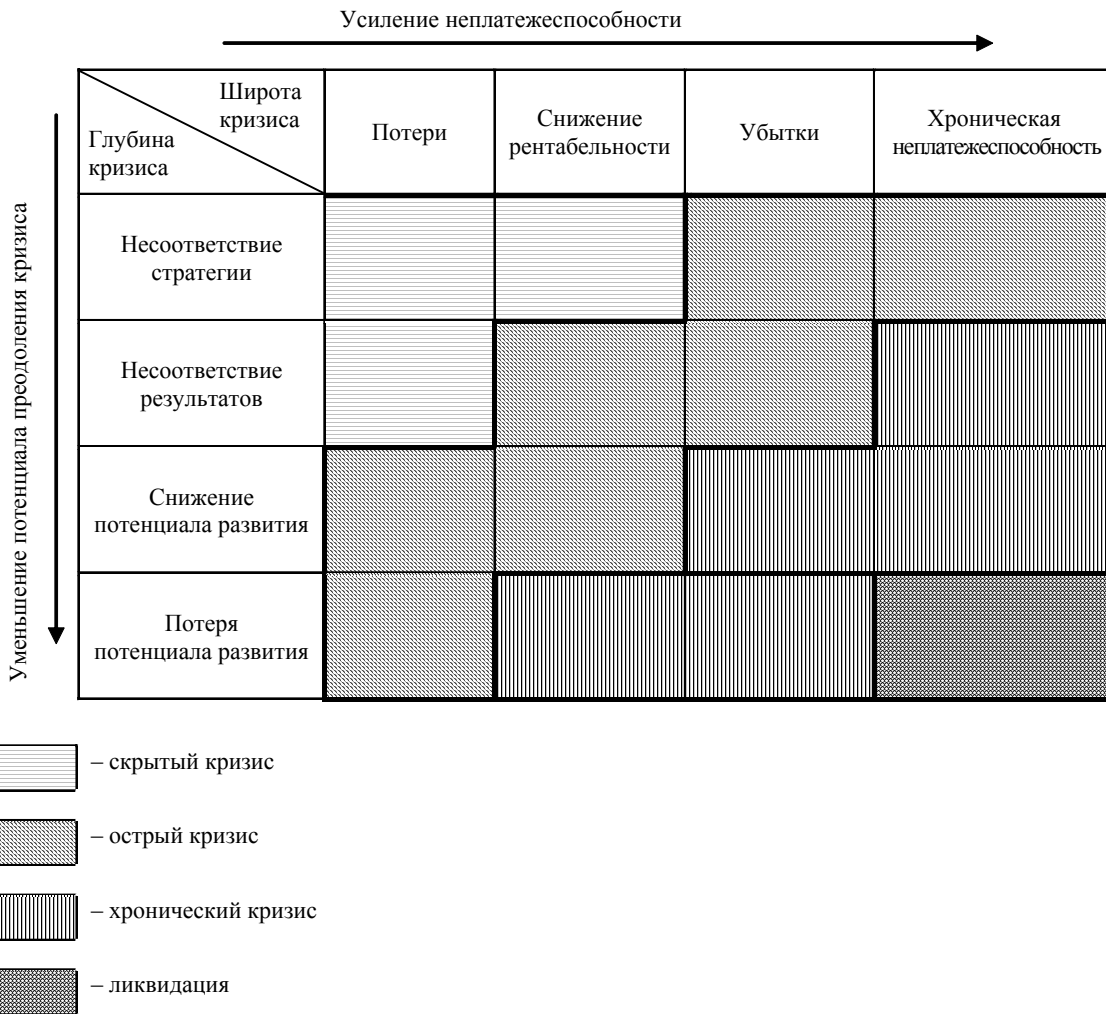 Усиление неплатежеспособности
Широта
кризиса
Глубина
кризиса
Потери
Снижение
рентабельности
Убытки
Хроническая
неплатежеспособность
Уменьшение потенциала преодоления кризиса
Несоответствие
стратегии
Несоответствие
результатов
Снижение
потенциала развития
Потеря
потенциала развития
– скрытый кризис
– острый кризис
– хронический кризис
– ликвидация